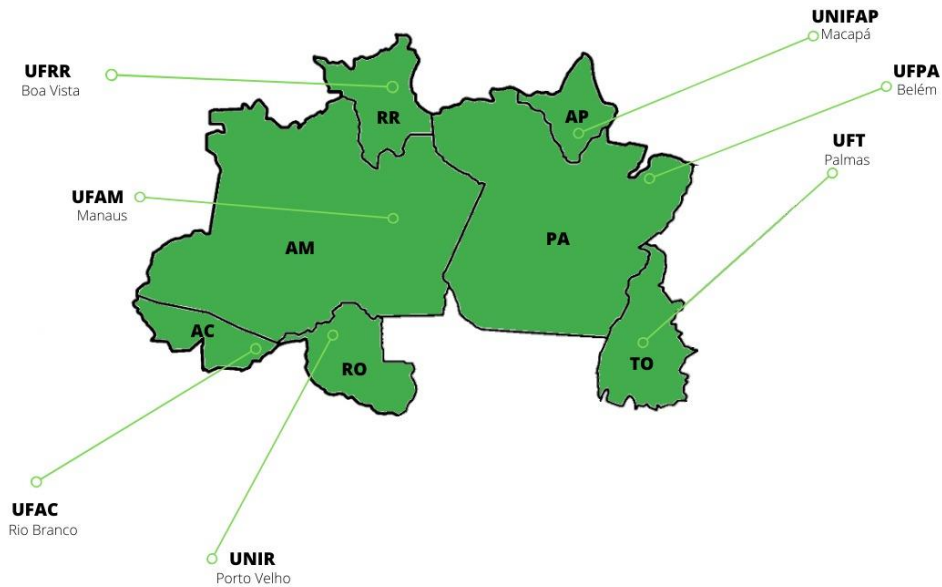 UNIFAP
Macapá
UFRR
Boa Vista
UFPA
Belém
RR
AP
UFT
Palmas
UFAM
Manaus
AM
PA
AC
RO
TO
UFAC
Rio Branco
UNIR
Porto Velho